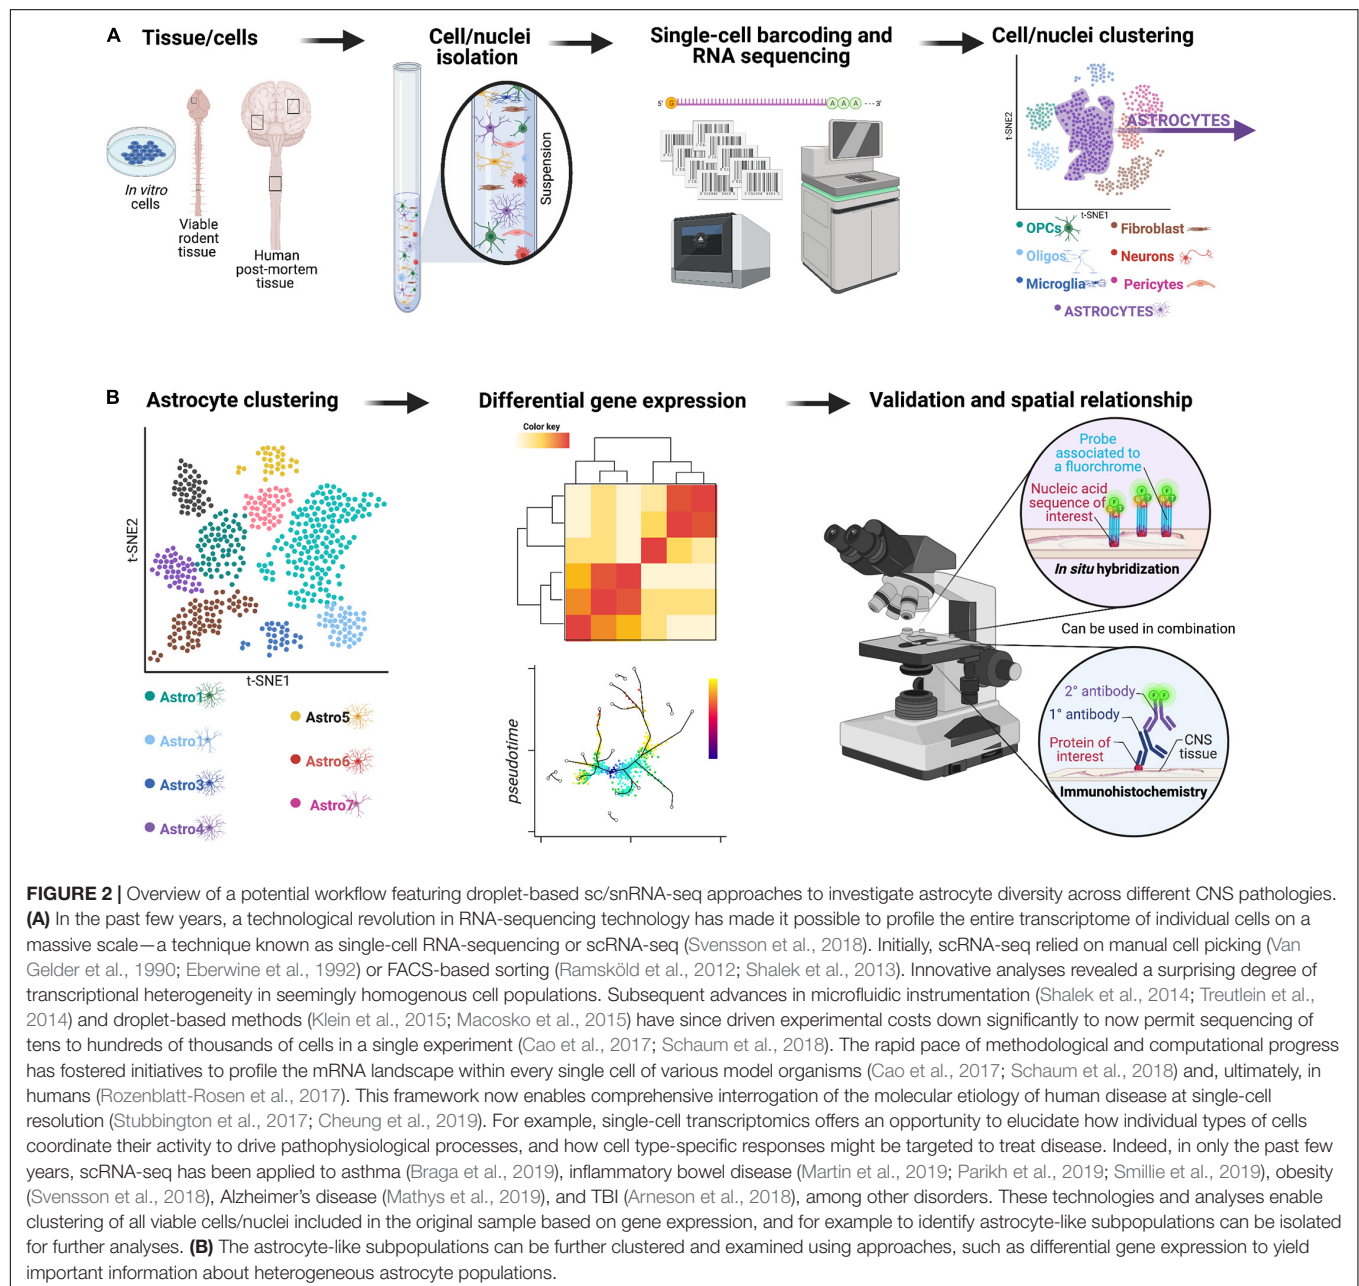 A
Tissue/cells
Cell/nuclei
isolation
Single-cell barcoding and
RNA sequencing
Cell/nuclei clustering
In vitro
cells
Viable
rodent
tissue
Human
post-mortem
tissue
Suspension
5'
G
A A A
3'
t-SNE2
ASTROCYTES
t-SNE1
OPCs
Fibroblast
Oligos
Neurons
Microglia
Pericytes
ASTROCYTES
B
Astrocyte clustering
Differential gene expression
Validation and spatial relationship
t-SNE2
t-SNE1
Astro1
Astro1
Astro3
Astro4
Astro5
Astro6
Astro7
Color key
pseudotime
Probe
associated to
a fluorchrome
Nucleic acid
sequence of
interest
F
F
F
In situ hybridization
Can be used in combination
2° antibody
F F
1° antibody
Protein of
interest
CNS
tissue
Immunohistochemistry
FIGURE 2 | Overview of a potential workflow featuring droplet-based sc/snRNA-seq approaches to investigate astrocyte diversity across different CNS pathologies.
(A) In the past few years, a technological revolution in RNA-sequencing technology has made it possible to profile the entire transcriptome of individual cells on a
massive scale—a technique known as single-cell RNA-sequencing or scRNA-seq (Svensson et al., 2018). Initially, scRNA-seq relied on manual cell picking (Van
Gelder et al., 1990; Eberwine et al., 1992) or FACS-based sorting (Ramsköld et al., 2012; Shalek et al., 2013). Innovative analyses revealed a surprising degree of
transcriptional heterogeneity in seemingly homogenous cell populations. Subsequent advances in microfluidic instrumentation (Shalek et al., 2014; Treutlein et al.,
2014) and droplet-based methods (Klein et al., 2015; Macosko et al., 2015) have since driven experimental costs down significantly to now permit sequencing of
tens to hundreds of thousands of cells in a single experiment (Cao et al., 2017; Schaum et al., 2018). The rapid pace of methodological and computational progress
has fostered initiatives to profile the mRNA landscape within every single cell of various model organisms (Cao et al., 2017; Schaum et al., 2018) and, ultimately, in
humans (Rozenblatt-Rosen et al., 2017). This framework now enables comprehensive interrogation of the molecular etiology of human disease at single-cell
resolution (Stubbington et al., 2017; Cheung et al., 2019). For example, single-cell transcriptomics offers an opportunity to elucidate how individual types of cells
coordinate their activity to drive pathophysiological processes, and how cell type-specific responses might be targeted to treat disease. Indeed, in only the past few
years, scRNA-seq has been applied to asthma (Braga et al., 2019), inflammatory bowel disease (Martin et al., 2019; Parikh et al., 2019; Smillie et al., 2019), obesity
(Svensson et al., 2018), Alzheimer's disease (Mathys et al., 2019), and TBI (Arneson et al., 2018), among other disorders. These technologies and analyses enable
clustering of all viable cells/nuclei included in the original sample based on gene expression, and for example to identify astrocyte-like subpopulations can be isolated
for further analyses. (B) The astrocyte-like subpopulations can be further clustered and examined using approaches, such as differential gene expression to yield
important information about heterogeneous astrocyte populations.